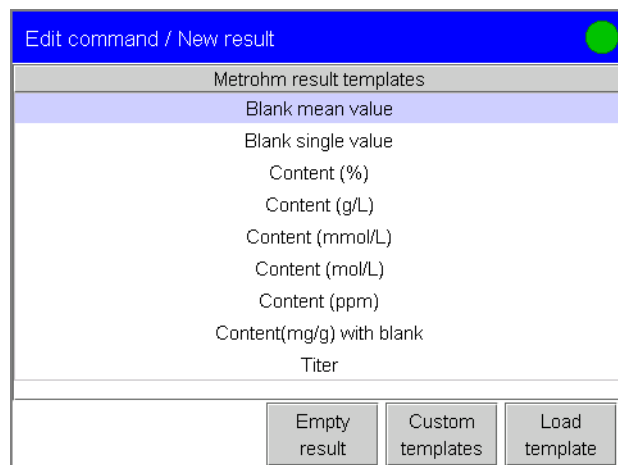 Edit command / New result
Metrohm result templates
Blank mean value
Blank single value
Content (%)
Content (g/L)
Content (mmol/L)
Content (mol/L)
Content (ppm)
Content(mg/g) with blank
Titer
Empty
result
Custom
templates
Load
template